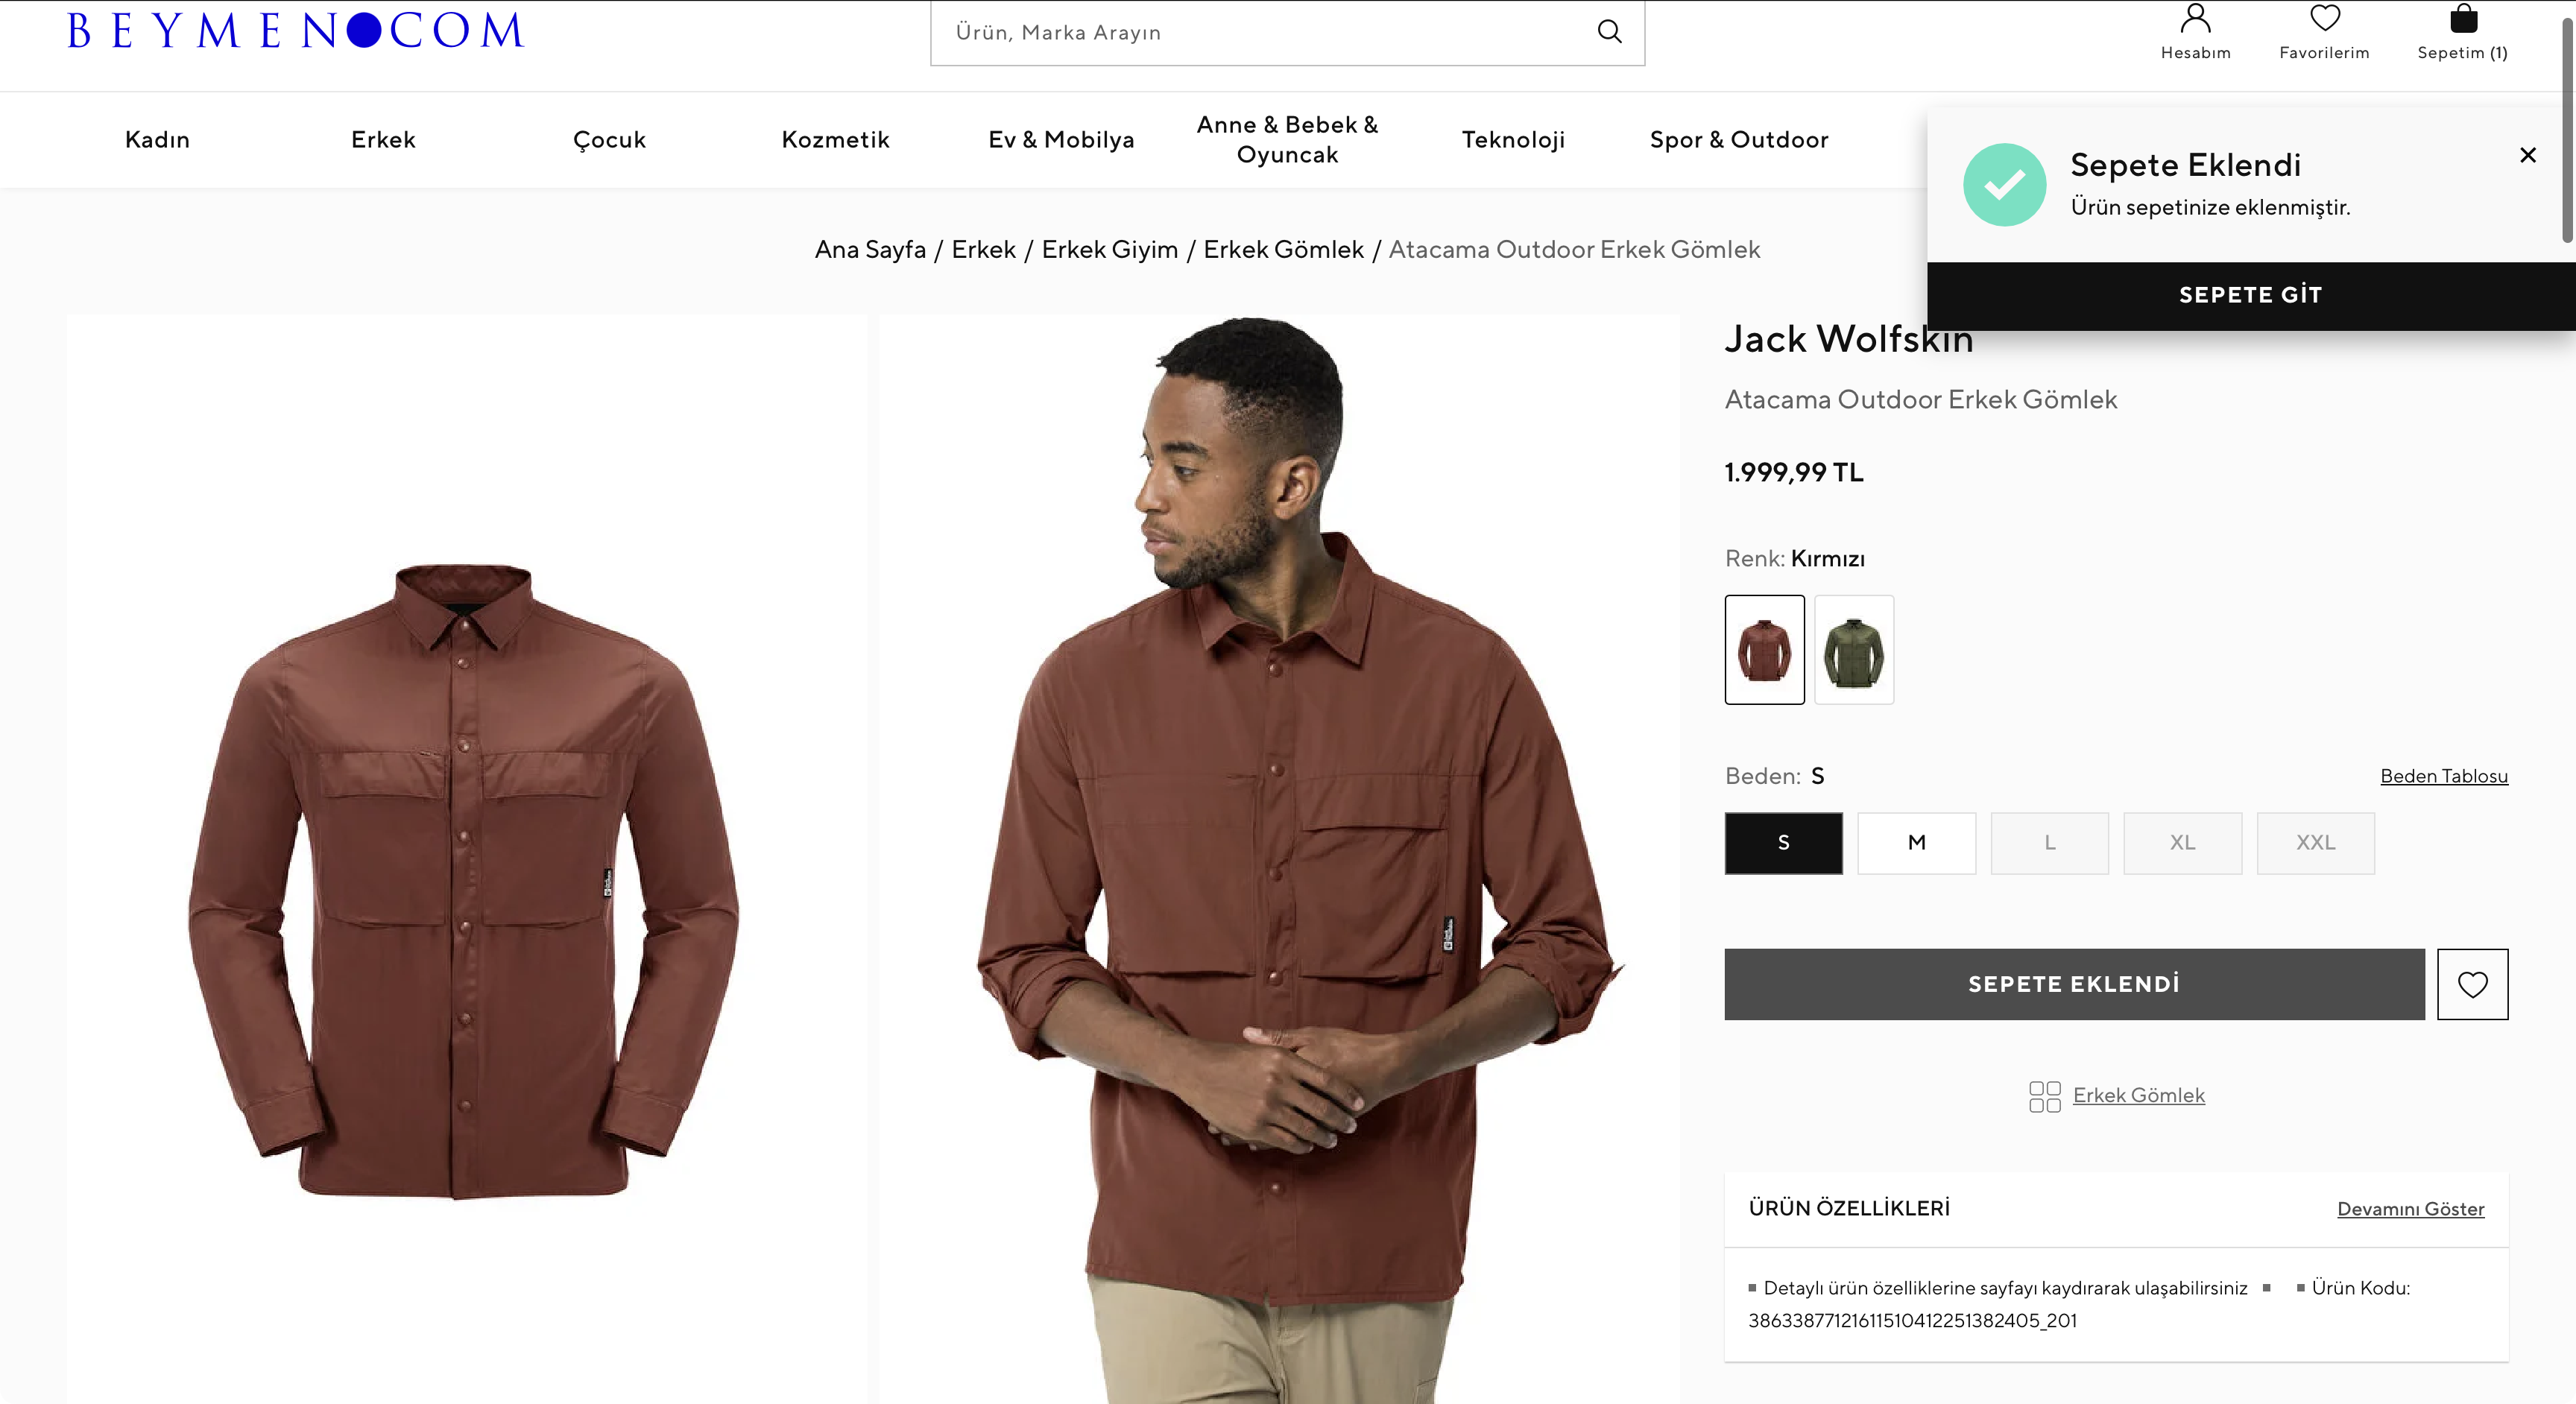 BEYMEN COM
Ürün, Marka Arayın
Hesabım
Favorilerim
Sepetim (1)
Kadın
Erkek
Çocuk
Kozmetik
Ev & Mobilya
Anne & Bebek &
Oyuncak
Teknoloji
Spor & Outdoor
Sepete Eklendi
Ürün sepetinize eklenmiştir.
SEPETE GİT
Ana Sayfa / Erkek / Erkek Giyim / Erkek Gömlek / Atacama Outdoor Erkek Gömlek
Jack Wolfskin
Atacama Outdoor Erkek Gömlek
1.999,99 TL
Renk: Kırmızı
Beden: S
Beden Tablosu
S
M
L
XL
XXL
SEPETE EKLENDİ
Erkek Gömlek
ÜRÜN ÖZELLİKLERİ
Devamını Göster
Detaylı ürün özelliklerine sayfayı kaydırarak ulaşabilirsiniz ▪ ▪ Ürün Kodu:
38633877121611510412251382405_201